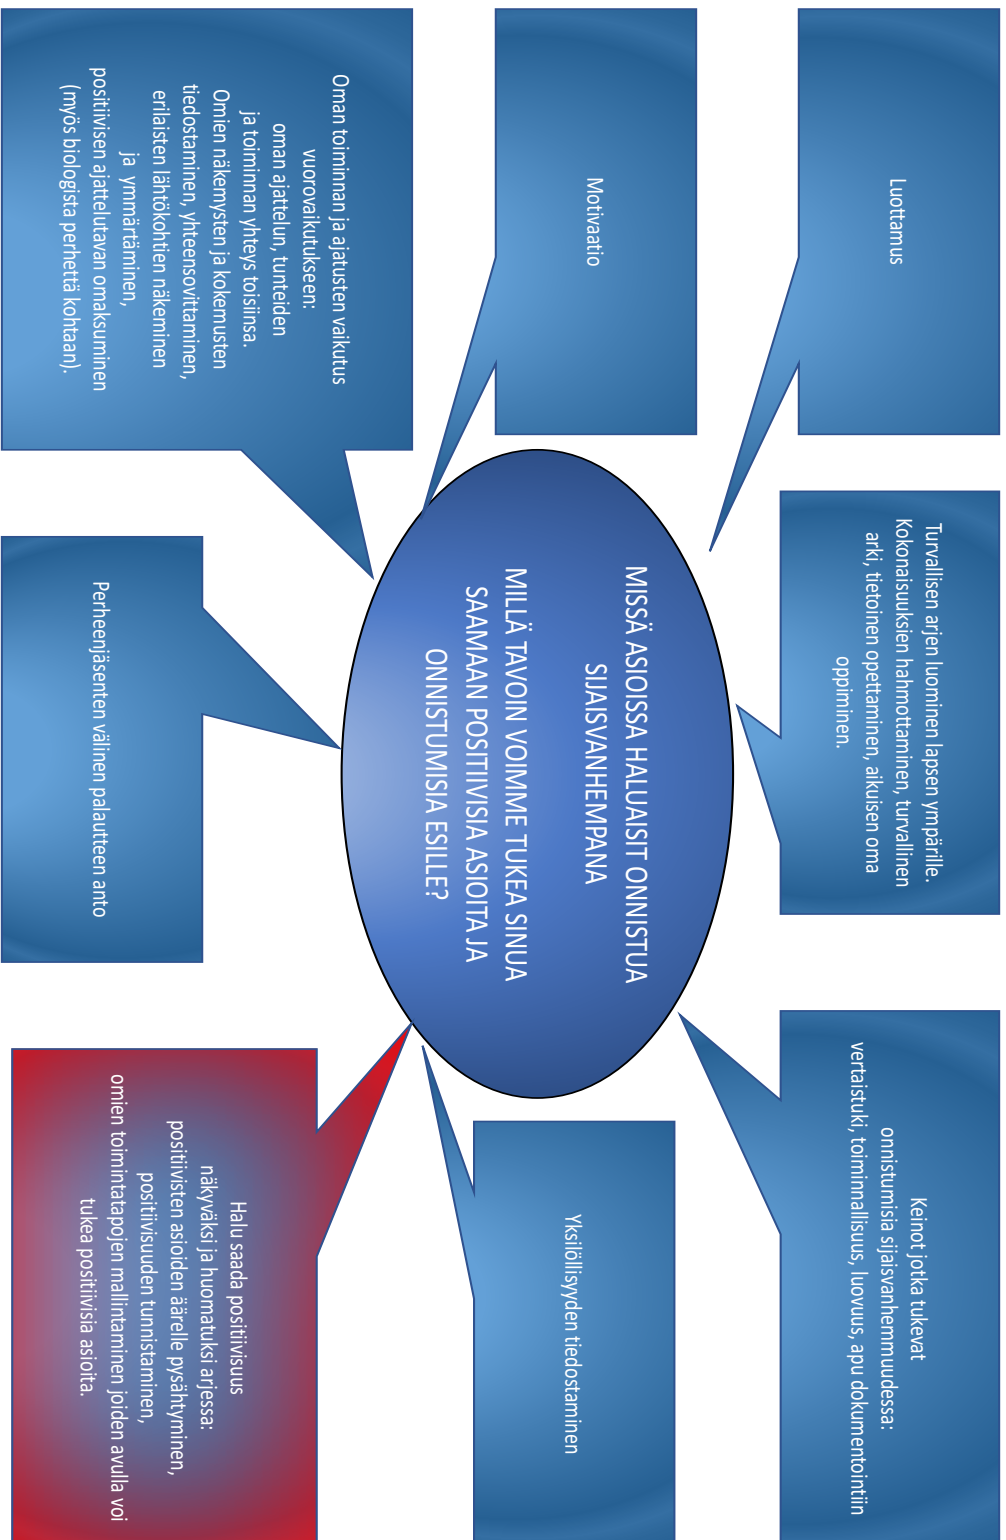 Luottamus
Turvallisen arjen luominen lapsen ympärille.
Kokonaisuuksien hahmottaminen, turvallinen
arki, tietoinen opettaminen, aikuisen oma
oppiminen.
Keinot jotka tukevat
onnistumisia sijaisvanhemmuudessa:
vertaistuki, toiminnallisuus, luovuus, apu dokumentointiin
Motivaatio
MISSÄ ASIOISSA HALUAISIT ONNISTUA
SIJAISVANHEMPANA
MILLÄ TAVOIN VOIMME TUKEA SINUA
SAAMAAN POSITIIVISIA ASIOITA JA
ONNISTUMISIA ESILLE?
Yksilöllisyyden tiedostaminen
Oman toiminnan ja ajatusten vaikutus
vuorovaikutukseen:
oman ajattelun, tunteiden
ja toiminnan yhteys toisiinsa.
Omien näkemysten ja kokemusten
tiedostaminen, yhteensovittaminen,
erilaisten lähtökohtien näkeminen
ja ymmärtäminen,
positiivisen ajattelutavan omaksuminen
(myös biologista perhettä kohtaan).
Perheenjäsenten välinen palautteen anto
Halu saada positiivisuus
näkyväksi ja huomatuksi arjessa:
positiivisten asioiden äärelle pysähtyminen,
positiivisuuden tunnistaminen,
omien toimintatapojen mallintaminen joiden avulla voi
tukea positiivisia asioita.